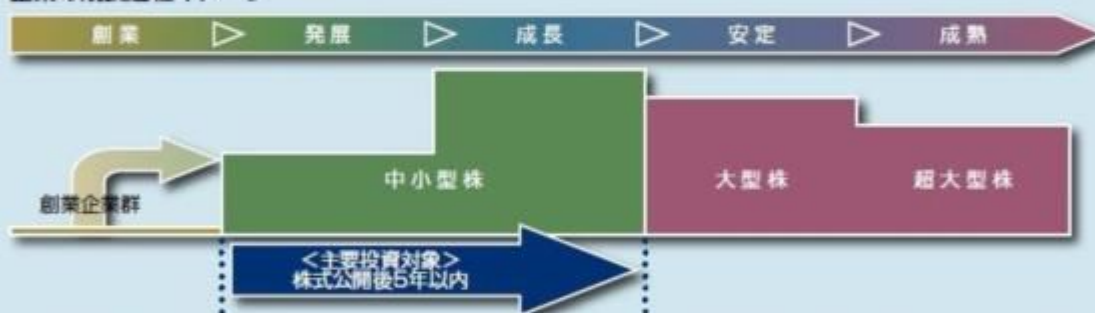 創業 ▷ 発展 ▷ 成長 ▷ 安定 ▷ 成熟
中小型株
大型株
超大型株
創業企業群
<主要投資対象>
株式公開後5年以内